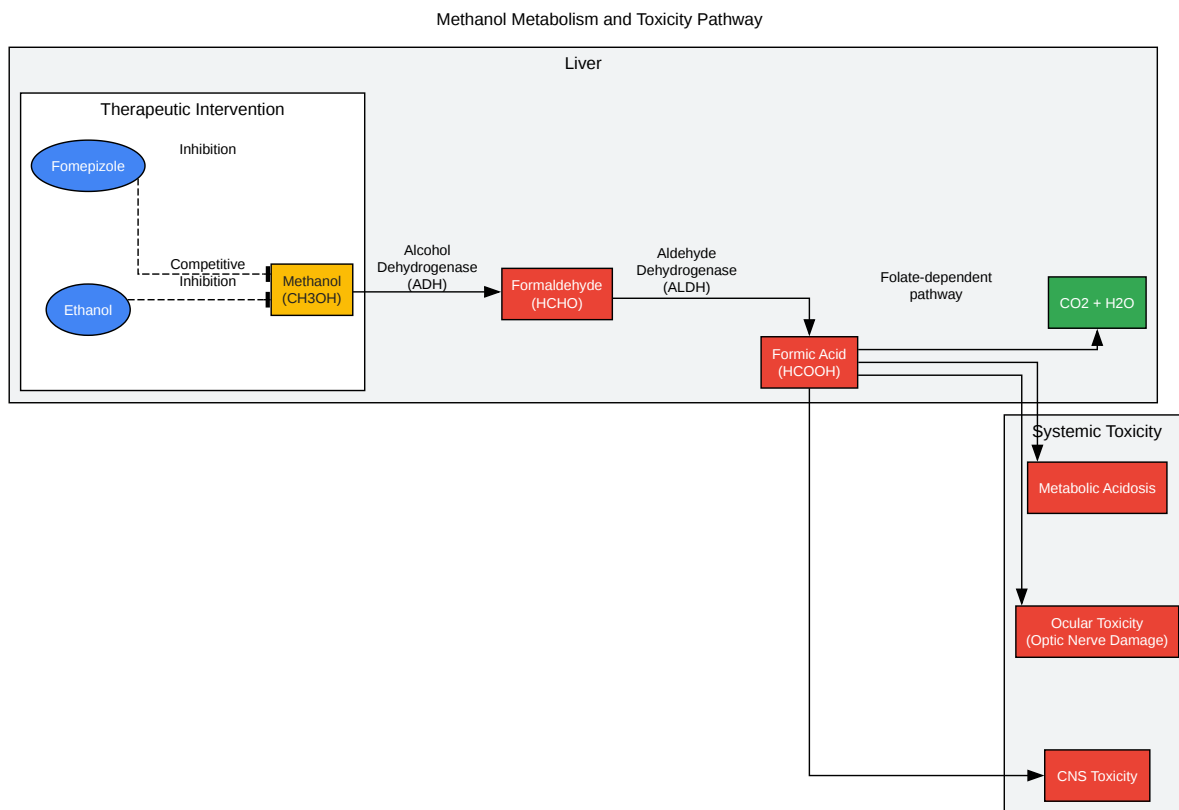 Methanol Metabolism and Toxicity Pathway
Liver
Therapeutic Intervention
Inhibition
Fomepizole
Competitive
Inhibition
Ethanol
Methanol
(CH3OH)
Alcohol
Dehydrogenase
(ADH)
Formaldehyde
(HCHO)
Aldehyde
Dehydrogenase
(ALDH)
Formic Acid
(HCOOH)
Folate-dependent
pathway
CO2 + H2O
Systemic Toxicity
Metabolic Acidosis
Ocular Toxicity
(Optic Nerve Damage)
CNS Toxicity